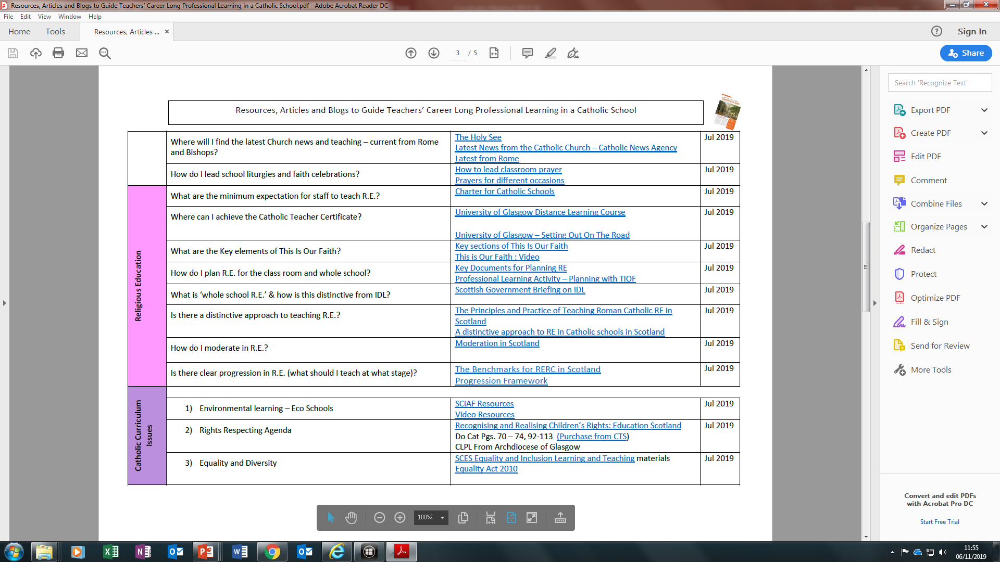 Resources, Articles and Blogs to Guide Teachers' Career Long Professional Learning in a Catholic School.pdf - Adobe Acrobat Reader DC
File Edit View Window Help
Home Tools Resources, Articles ... × Sign In
3 / 5 Share
Resources, Articles and Blogs to Guide Teachers’ Career Long Professional Learning in a Catholic School
Where will I find the latest Church news and teaching – current from Rome
and Bishops?
The Holy See
Latest News from the Catholic Church – Catholic News Agency
Latest from Rome
Jul 2019
How do I lead school liturgies and faith celebrations?
How to lead classroom prayer
Prayers for different occasions
Jul 2019
Religious Education
What are the minimum expectation for staff to teach R.E.?
Charter for Catholic Schools
Jul 2019
Where can I achieve the Catholic Teacher Certificate?
University of Glasgow Distance Learning Course
University of Glasgow – Setting Out On The Road
Jul 2019
What are the Key elements of This Is Our Faith?
Key sections of This Is Our Faith
This is Our Faith : Video
Jul 2019
How do I plan R.E. for the class room and whole school?
Key Documents for Planning RE
Professional Learning Activity – Planning with TIOF
Jul 2019
What is ‘whole school R.E.’ & how is this distinctive from IDL?
Scottish Government Briefing on IDL
Jul 2019
Is there a distinctive approach to teaching R.E.?
The Principles and Practice of Teaching Roman Catholic RE in
Scotland
A distinctive approach to RE in Catholic schools in Scotland
Jul 2019
How do I moderate in R.E.?
Moderation in Scotland
Jul 2019
Is there clear progression in R.E. (what should I teach at what stage)?
The Benchmarks for RERC in Scotland
Progression Framework
Jul 2019
Catholic Curriculum
Issues
1) Environmental learning – Eco Schools
SCIAF Resources
Video Resources
Jul 2019
2) Rights Respecting Agenda
Recognising and Realising Children’s Rights: Education Scotland
Do Cat Pgs. 70 – 74, 92-113 (Purchase from CTS)
CLPL From Archdiocese of Glasgow
Jul 2019
3) Equality and Diversity
SCES Equality and Inclusion Learning and Teaching materials
Equality Act 2010
Jul 2019
100%
Search 'Recognize Text'
Export PDF
Create PDF
Edit PDF
Comment
Combine Files
Organize Pages
Redact
Protect
Optimize PDF
Fill & Sign
Send for Review
More Tools
Convert and edit PDFs
with Acrobat Pro DC
Start Free Trial
11:55
06/11/2019